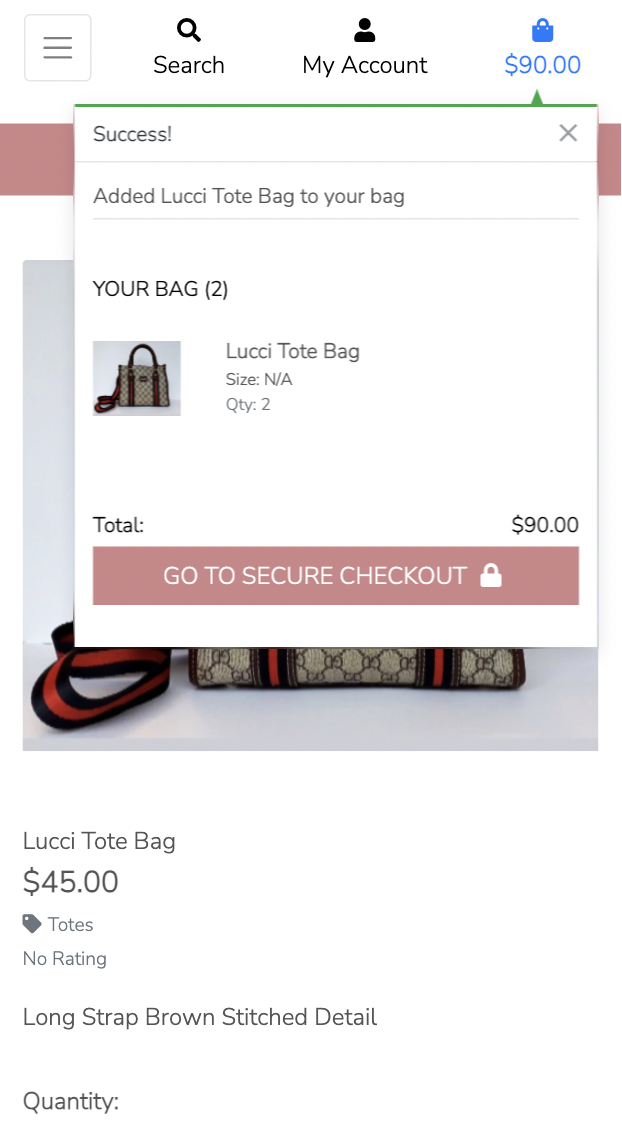 Search
My Account
$90.00
Success!
Added Lucci Tote Bag to your bag
YOUR BAG (2)
Lucci Tote Bag
Size: N/A
Qty: 2
Total:
$90.00
GO TO SECURE CHECKOUT
Lucci Tote Bag
$45.00
Totes
No Rating
Long Strap Brown Stitched Detail
Quantity: